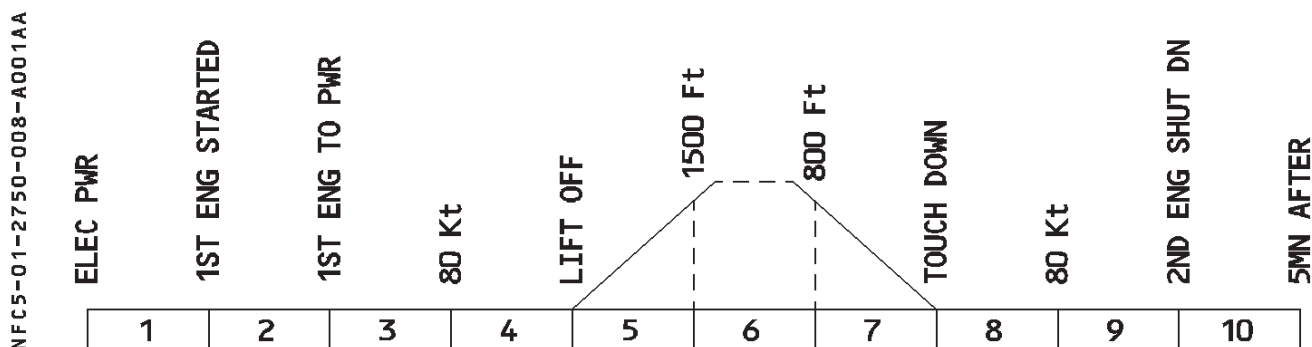 NFC5-01-2750-008-A001AA
ELEC PWR
1ST ENG STARTED
1ST ENG TO PWR
80 Kt
LIFT OFF
1500 Ft
800 Ft
TOUCH DOWN
80 Kt
2ND ENG SHUT DN
5MN AFTER
1 2 3 4 5 6 7 8 9 10